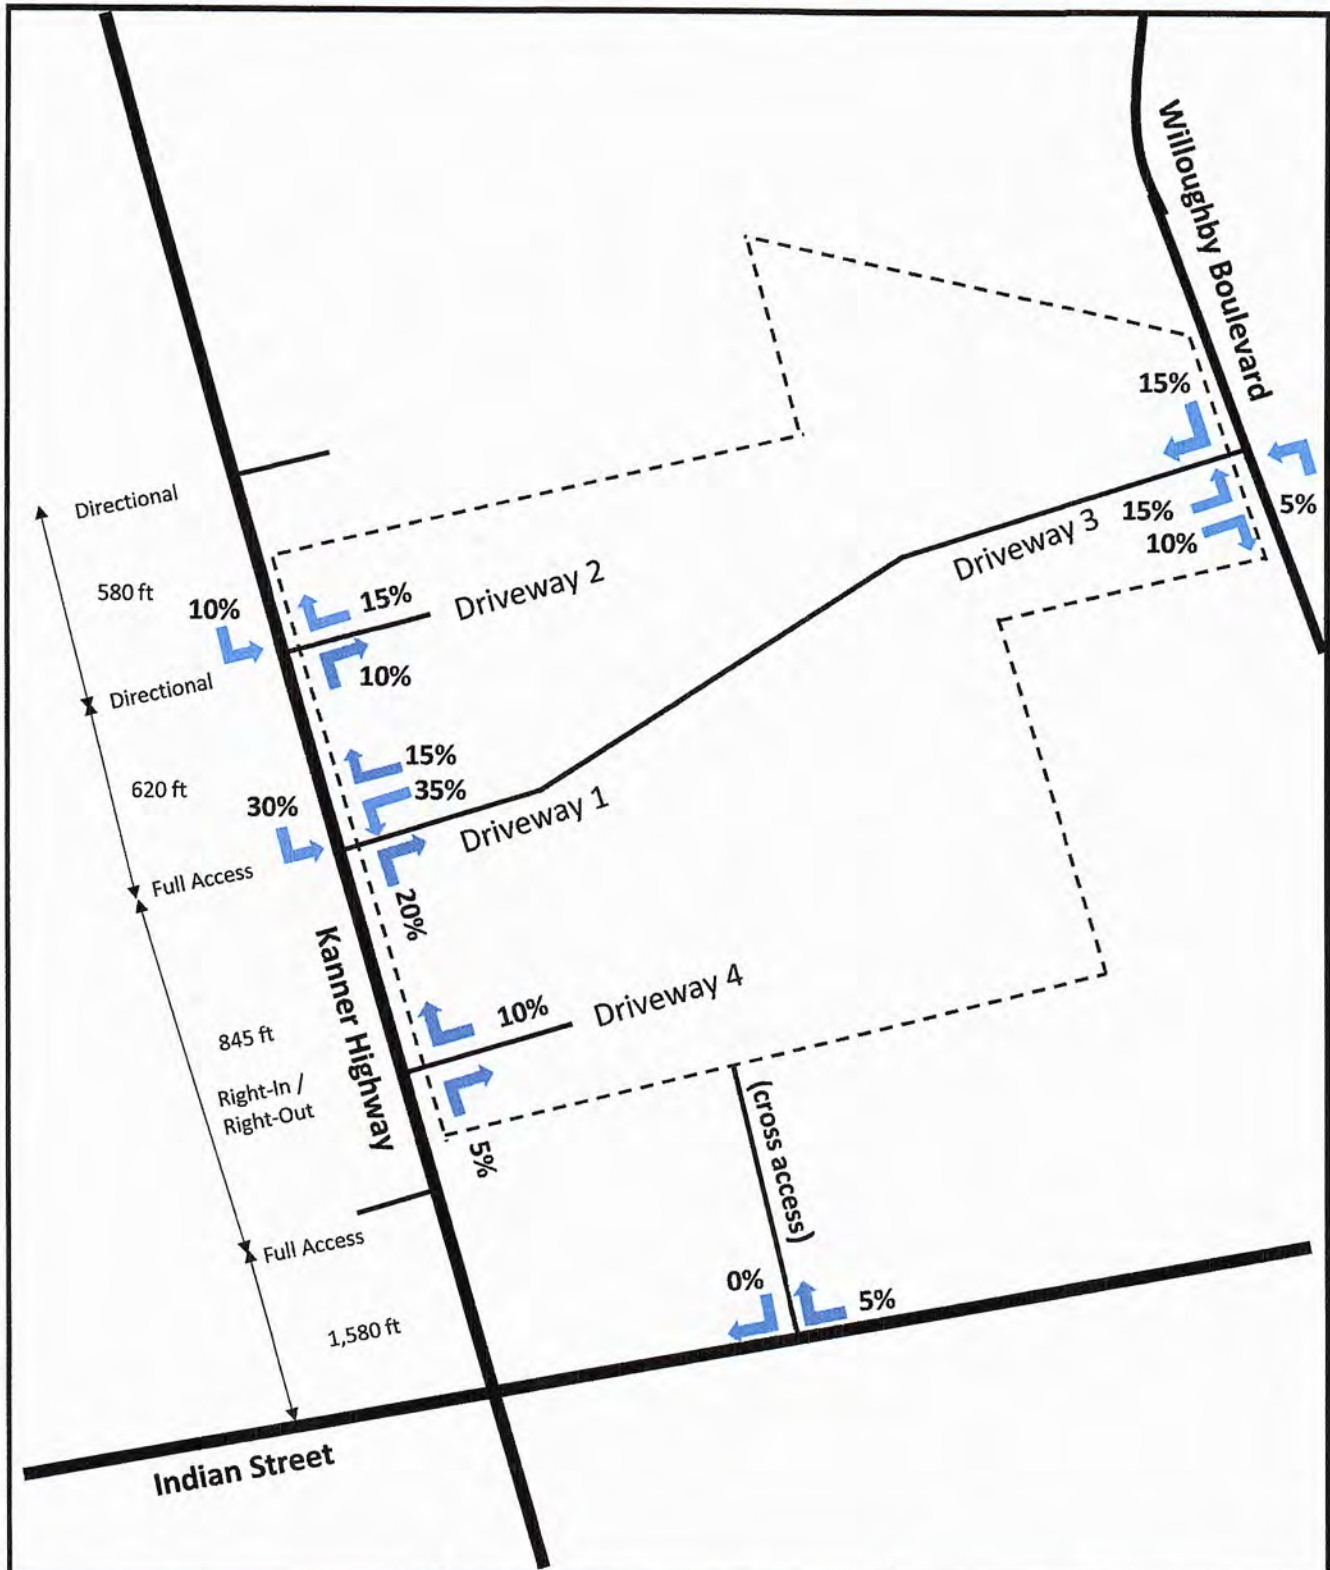 Willoughby Boulevard
15%
5%
15%
10%
Driveway 3
Directional
580 ft
10%
15%
Driveway 2
10%
Directional
620 ft
15%
35%
30%
Driveway 1
20%
Full Access
Kanner Highway
845 ft
Right-In /
Right-Out
10%
Driveway 4
5%
(cross access)
Full Access
0%
5%
1,580 ft
Indian Street